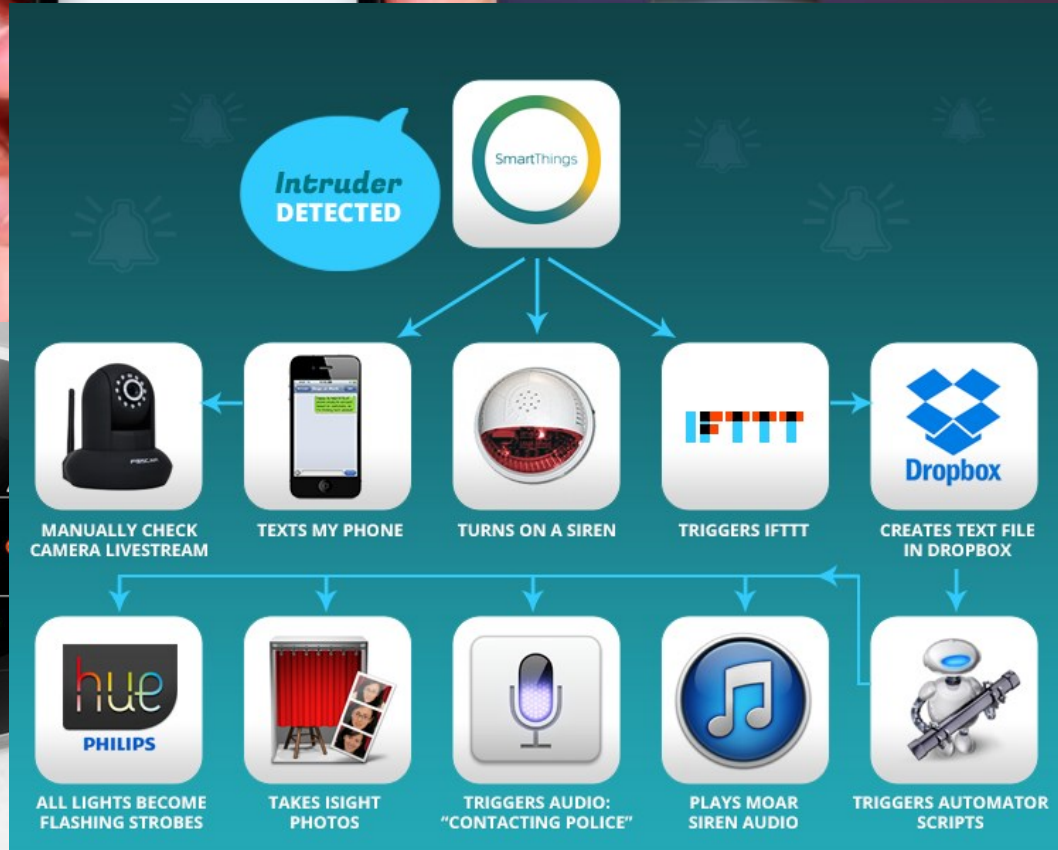 SmartThings
Intruder
DETECTED
FOSCAM
IFTTT
Dropbox
MANUALLY CHECK
CAMERA LIVESTREAM
TEXTS MY PHONE
TURNS ON A SIREN
TRIGGERS IFTTT
CREATES TEXT FILE
IN DROPBOX
hue
PHILIPS
ALL LIGHTS BECOME
FLASHING STROBES
TAKES ISIGHT
PHOTOS
TRIGGERS AUDIO:
“CONTACTING POLICE”
PLAYS MOAR
SIREN AUDIO
TRIGGERS AUTOMATOR
SCRIPTS